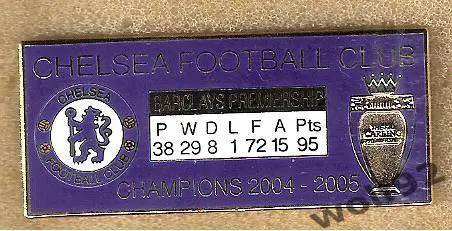 CHELSEA FOOTBALL CLUB
CHELSEA
FOOTBALL CLUB
BARCLAYS PREMIERSHIP
P W D L F A Pts
38 29 8 1 72 15 95
CHAMPIONS 2004 - 2005